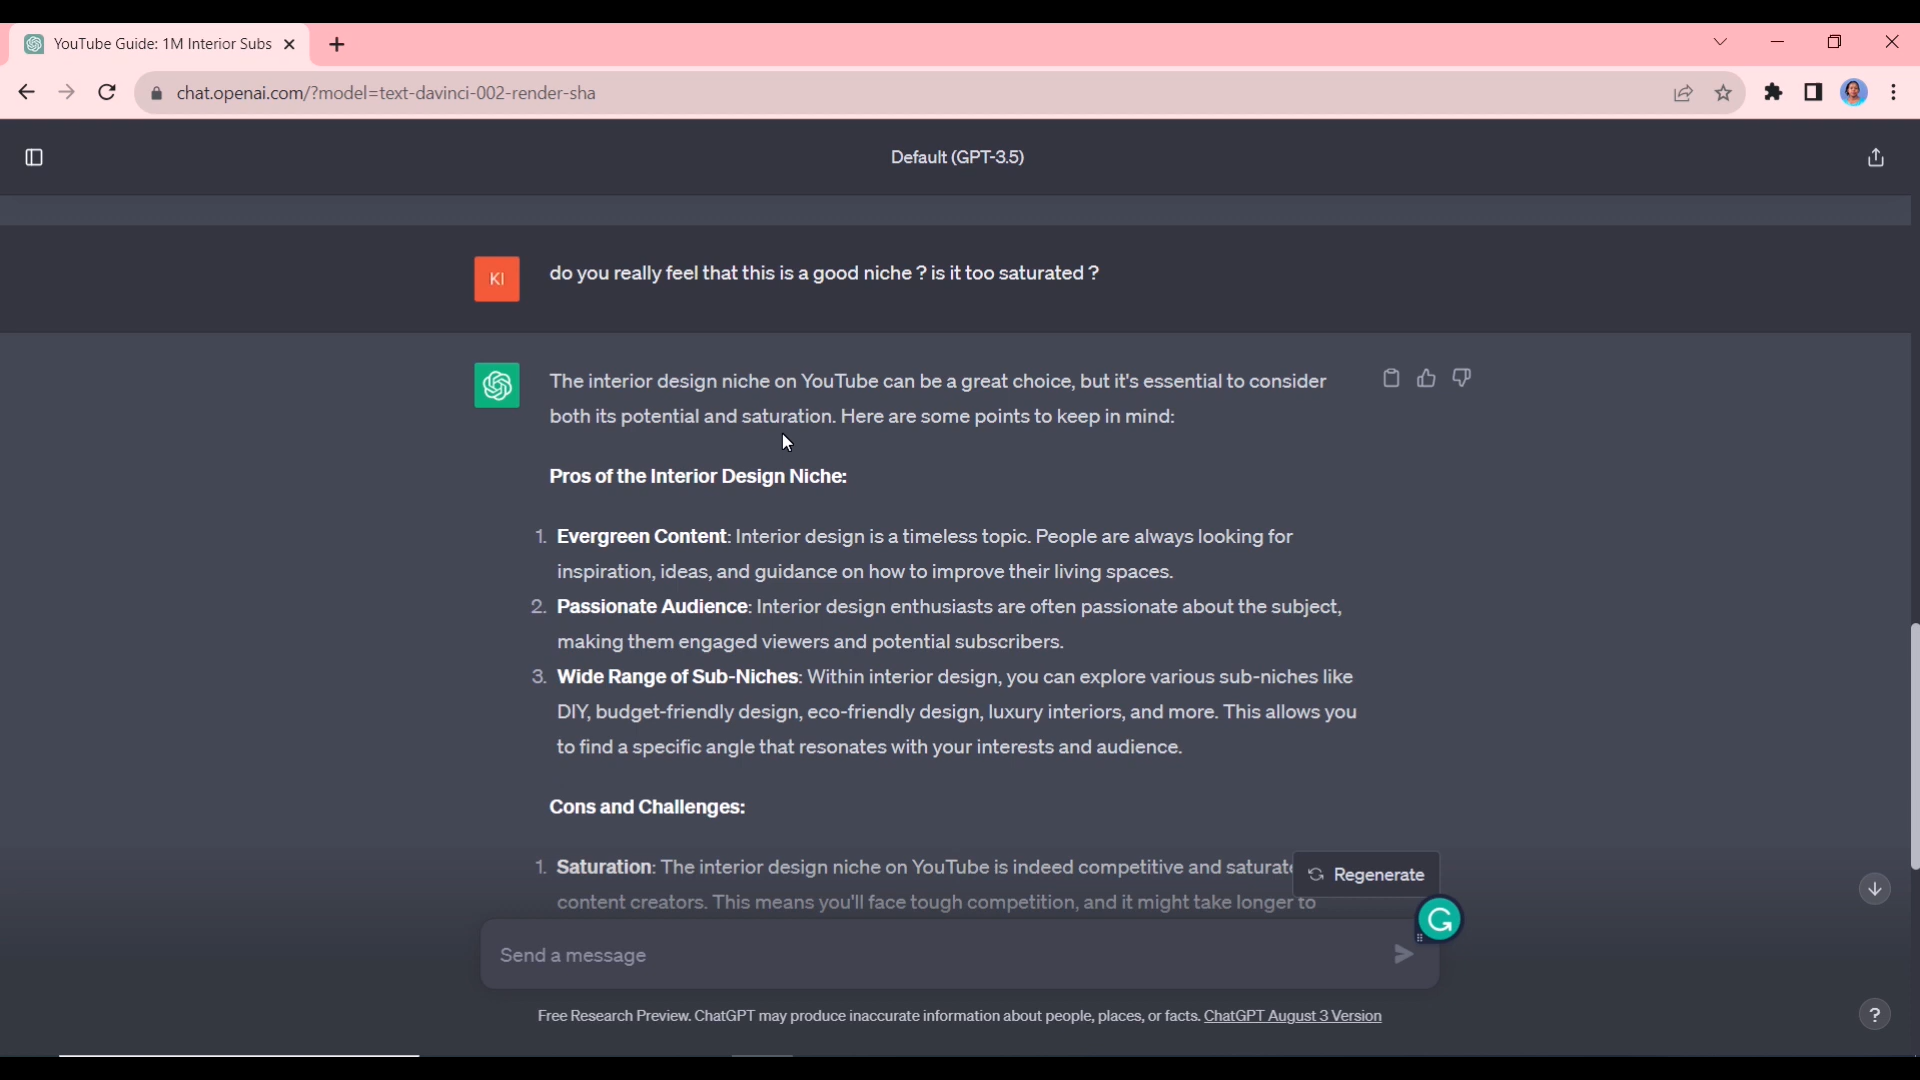 YouTube Guide: 1M Interior Subs
chat.openai.com/?model=text-davinci-002-render-sha
Default (GPT-3.5)
KI
do you really feel that this is a good niche ? is it too saturated ?
The interior design niche on YouTube can be a great choice, but it's essential to consider
both its potential and saturation. Here are some points to keep in mind:
Pros of the Interior Design Niche:
1. Evergreen Content: Interior design is a timeless topic. People are always looking for
inspiration, ideas, and guidance on how to improve their living spaces.
2. Passionate Audience: Interior design enthusiasts are often passionate about the subject,
making them engaged viewers and potential subscribers.
3. Wide Range of Sub-Niches: Within interior design, you can explore various sub-niches like
DIY, budget-friendly design, eco-friendly design, luxury interiors, and more. This allows you
to find a specific angle that resonates with your interests and audience.
Cons and Challenges:
1. Saturation: The interior design niche on YouTube is indeed competitive and saturat
Regenerate
content creators. This means you'll face tough competition, and it might take longer to
Send a message
Free Research Preview. ChatGPT may produce inaccurate information about people, places, or facts. ChatGPT August 3 Version
?